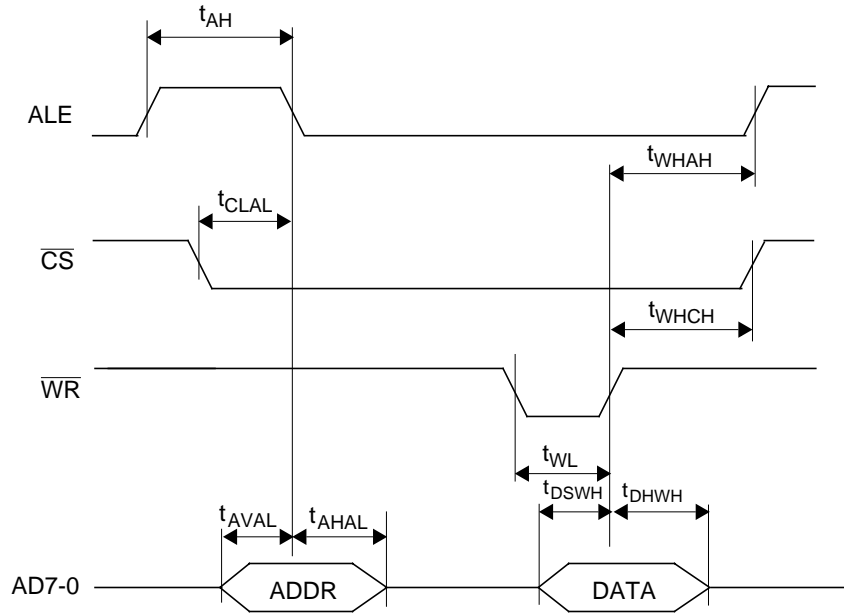 tAH
ALE
tWHAH
tCLAL
CS
tWHCH
WR
tWL
tDSWH
tDHWH
tAVAL
tAHAL
AD7-0
ADDR
DATA